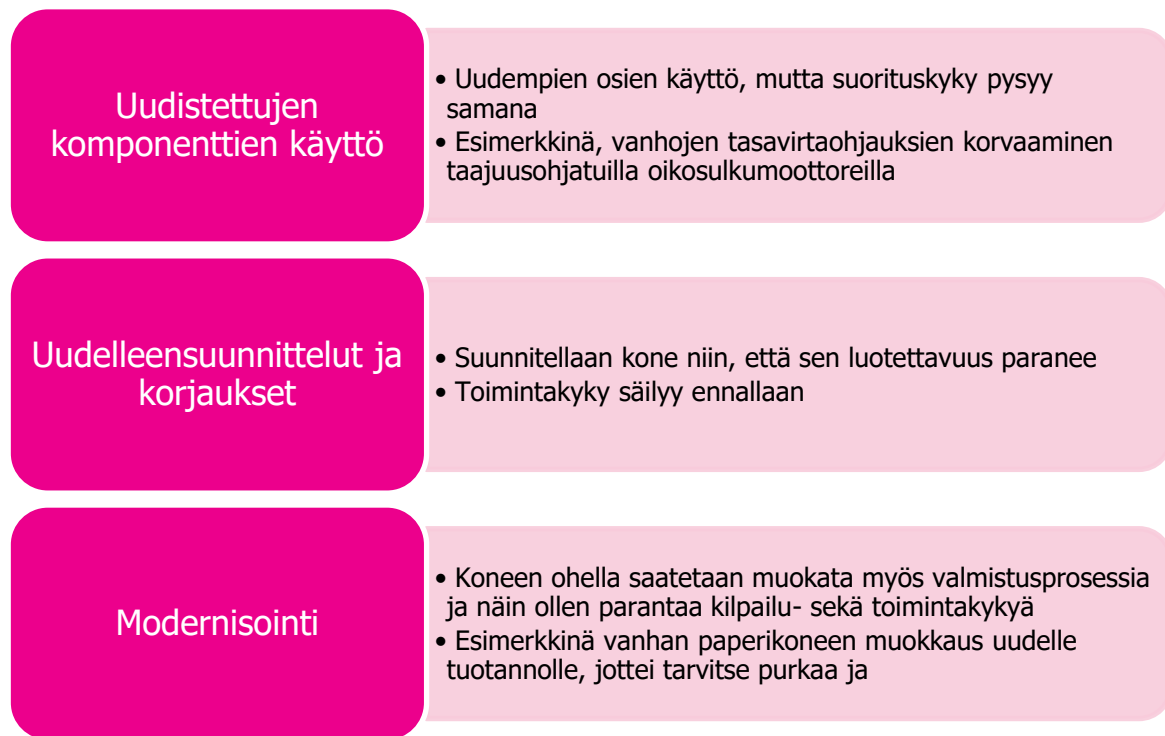 Uudistettujen
komponenttien käyttö
• Uudempien osien käyttö, mutta suorituskyky pysyy
samana
• Esimerkkinä, vanhojen tasavirtaohjauksien korvaaminen
taajuusohjatuilla oikosulkumoottoreilla
Uudelleensuunnittelut ja
korjaukset
• Suunnitellaan kone niin, että sen luotettavuus paranee
• Toimintakyky säilyy ennallaan
Modernisointi
• Koneen ohella saatetaan muokata myös valmistusprosessia
ja näin ollen parantaa kilpailu- sekä toimintakykyä
• Esimerkkinä vanhan paperikoneen muokkaus uudelle
tuotannolle, jottei tarvitse purkaa ja